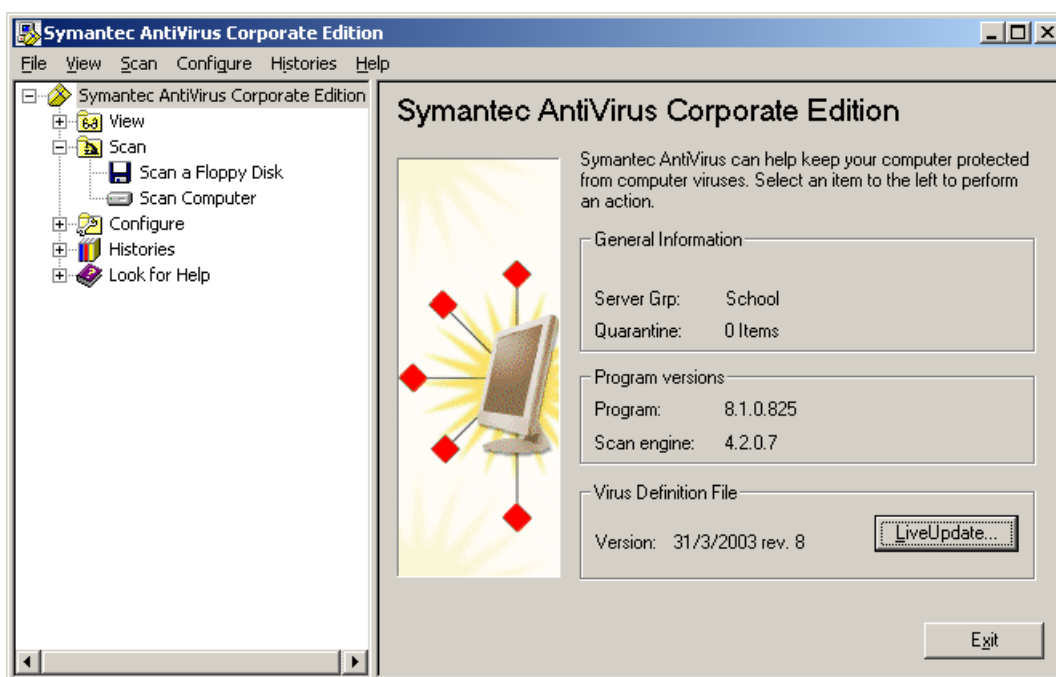 Symantec AntiVirus Corporate Edition
File View Scan Configure Histories Help
Symantec AntiVirus Corporate Edition
View
Scan
Scan a Floppy Disk
Scan Computer
Configure
Histories
Look for Help
Symantec AntiVirus Corporate Edition
Symantec AntiVirus can help keep your computer protected
from computer viruses. Select an item to the left to perform
an action.
General Information
Server Grp: School
Quarantine: 0 Items
Program versions
Program: 8.1.0.825
Scan engine: 4.2.0.7
Virus Definition File
Version: 31/3/2003 rev. 8
LiveUpdate...
Exit